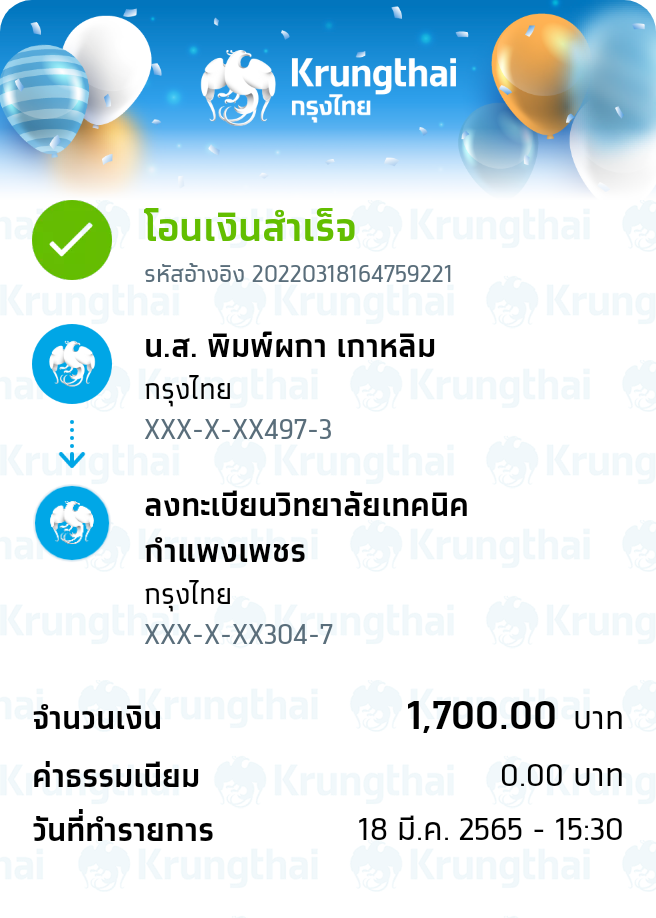 Krungthai
กรุงไทย
โอนเงินสำเร็จ
รหัสอ้างอิง 20220318164759221
น.ส. พิมพ์ผกา เกาหลิม
กรุงไทย
XXX-X-XX497-3
ลงทะเบียนวิทยาลัยเทคนิค
กำแพงเพชร
กรุงไทย
XXX-X-XX304-7
จำนวนเงิน 1,700.00 บาท
ค่าธรรมเนียม 0.00 บาท
วันที่ทำรายการ 18 มี.ค. 2565 - 15:30